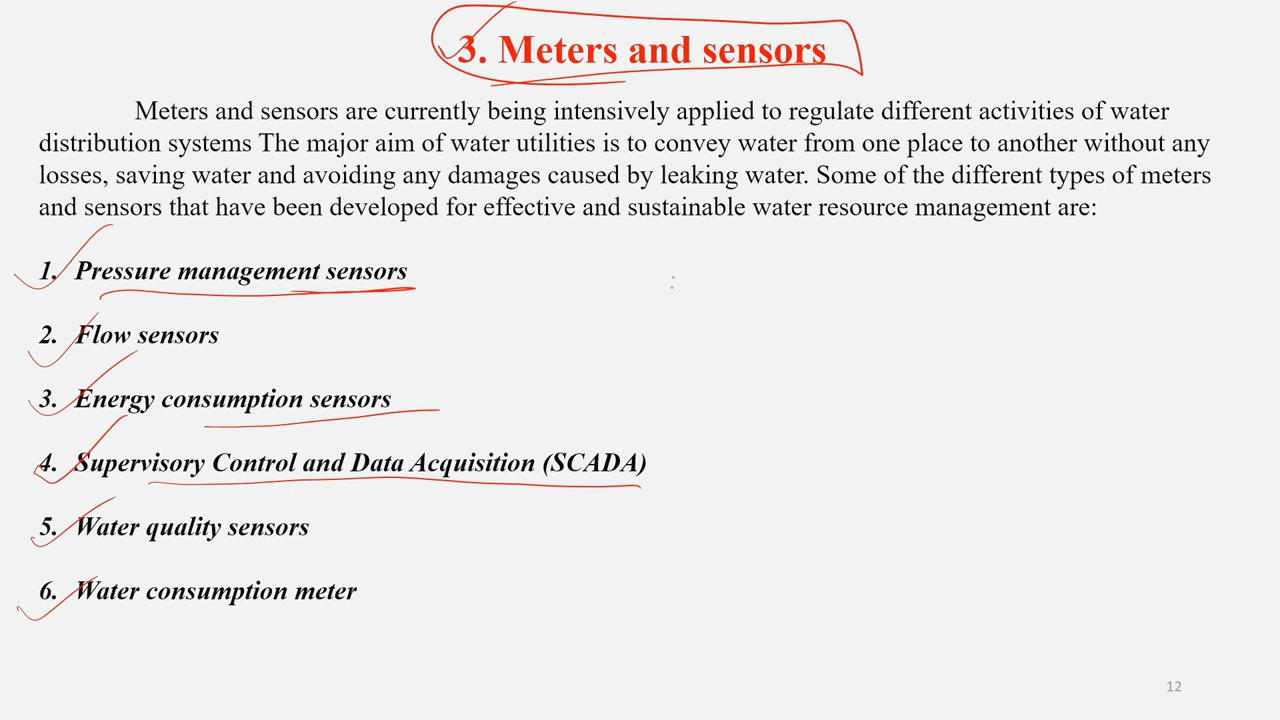 3. Meters and sensors
Meters and sensors are currently being intensively applied to regulate different activities of water
distribution systems The major aim of water utilities is to convey water from one place to another without any
losses, saving water and avoiding any damages caused by leaking water. Some of the different types of meters
and sensors that have been developed for effective and sustainable water resource management are:
1. Pressure management sensors
2. Flow sensors
3. Energy consumption sensors
4. Supervisory Control and Data Acquisition (SCADA)
5. Water quality sensors
6. Water consumption meter
12